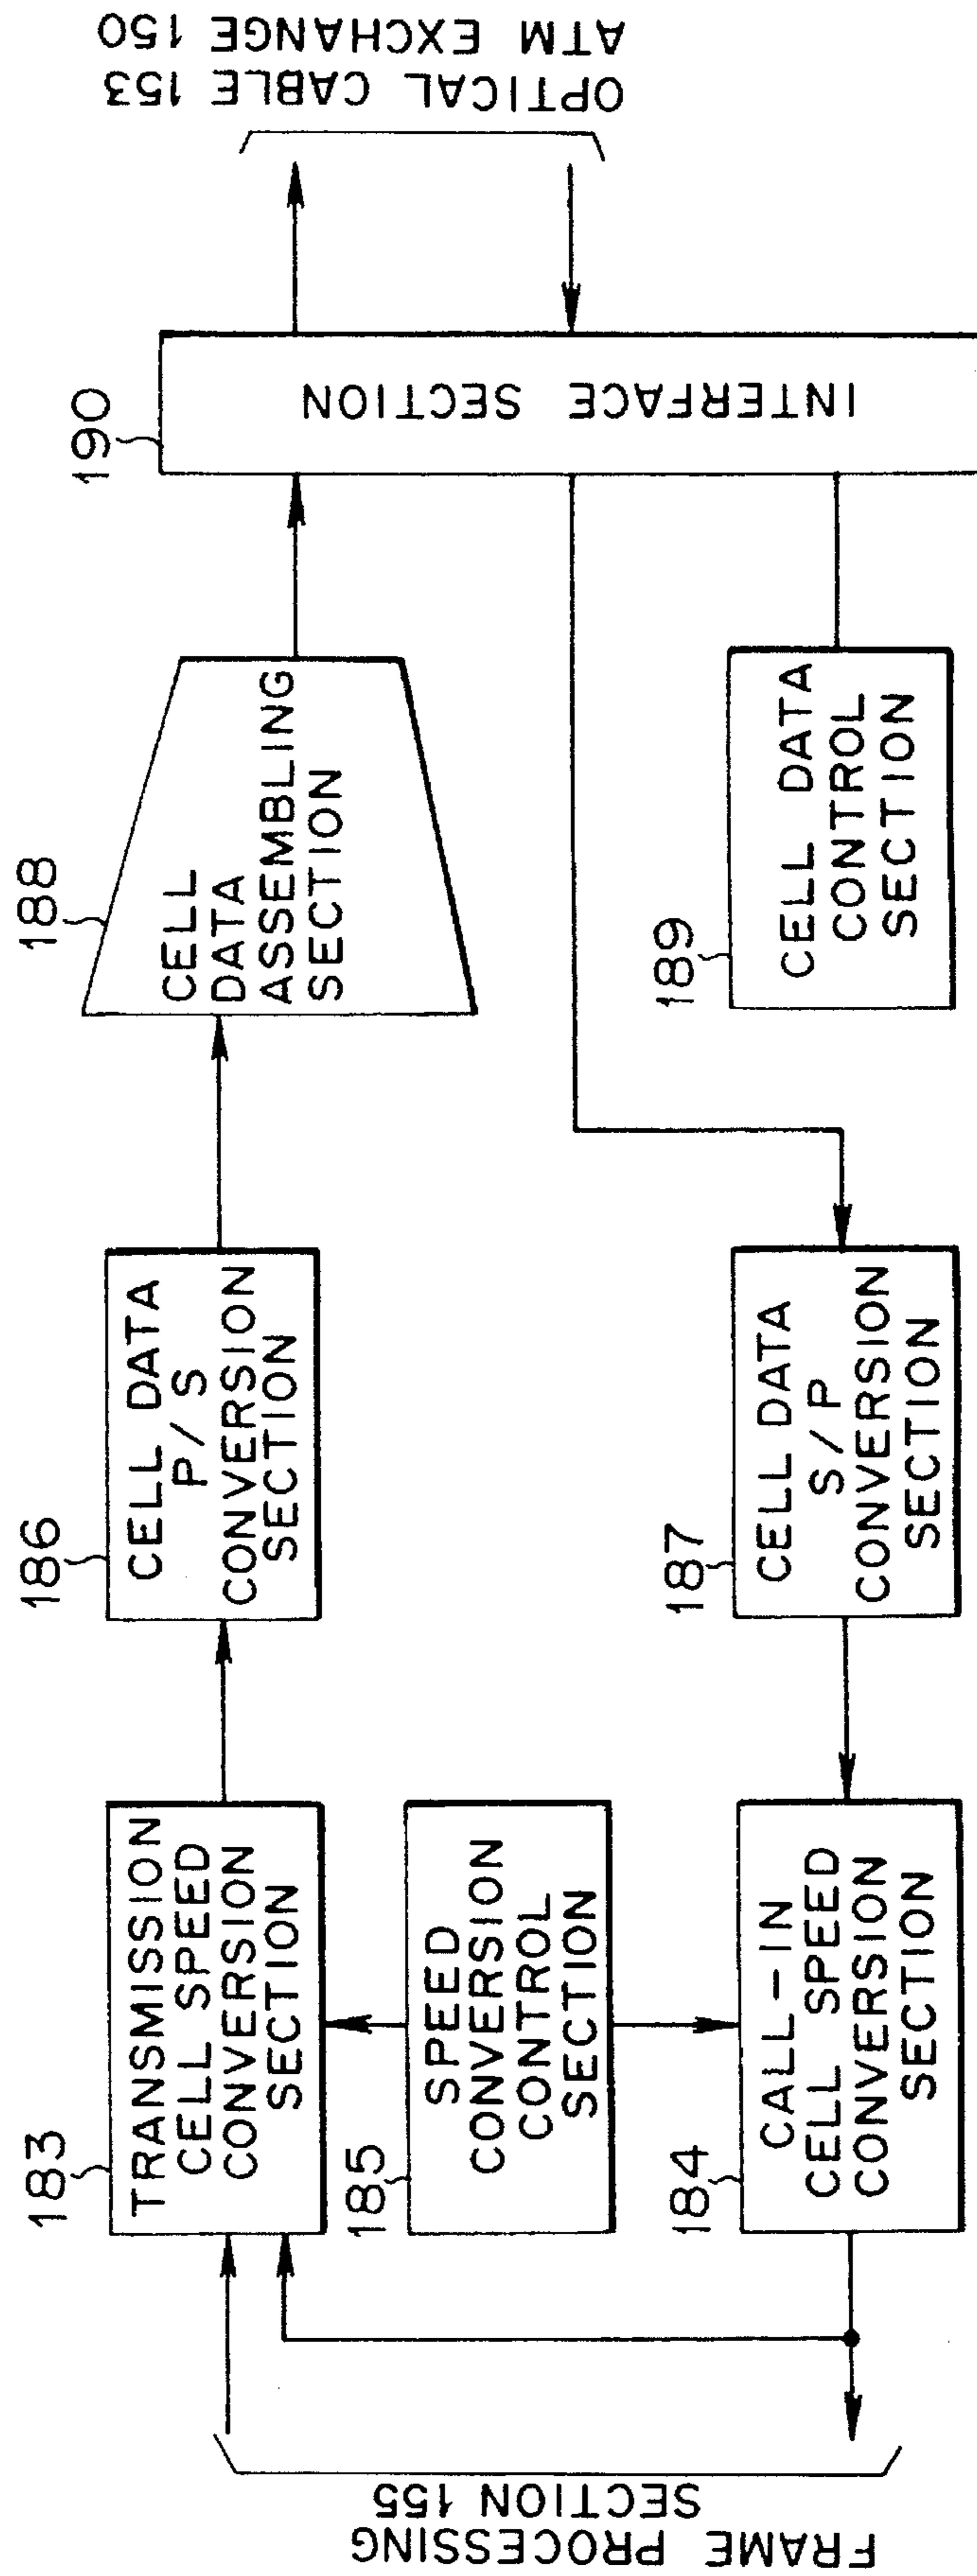 FRAME PROCESSING
SECTION 155
183
TRANSMISSION
CELL SPEED
CONVERSION
SECTION
185
SPEED
CONVERSION
CONTROL
SECTION
184
CALL-IN
CELL SPEED
CONVERSION
SECTION
186
CELL DATA
P/S
CONVERSION
SECTION
187
CELL DATA
S/P
CONVERSION
SECTION
188
CELL
DATA
ASSEMBLING
SECTION
189
CELL DATA
CONTROL
SECTION
190
INTERFACE SECTION
OPTICAL CABLE 153
ATM EXCHANGE 150